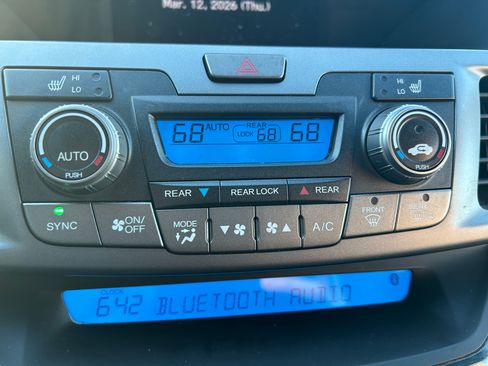 Mar. 12, 2026 (Thu.)
HI
LO
HI
LO
68 AUTO REAR LOCK 68 68
AUTO
PUSH
PUSH
REAR ▼ REAR LOCK ▲ REAR
SYNC
ON/OFF
MODE
A/C
FRONT
REAR
CLOCK
6:42 BLUETOOTH AUDIO